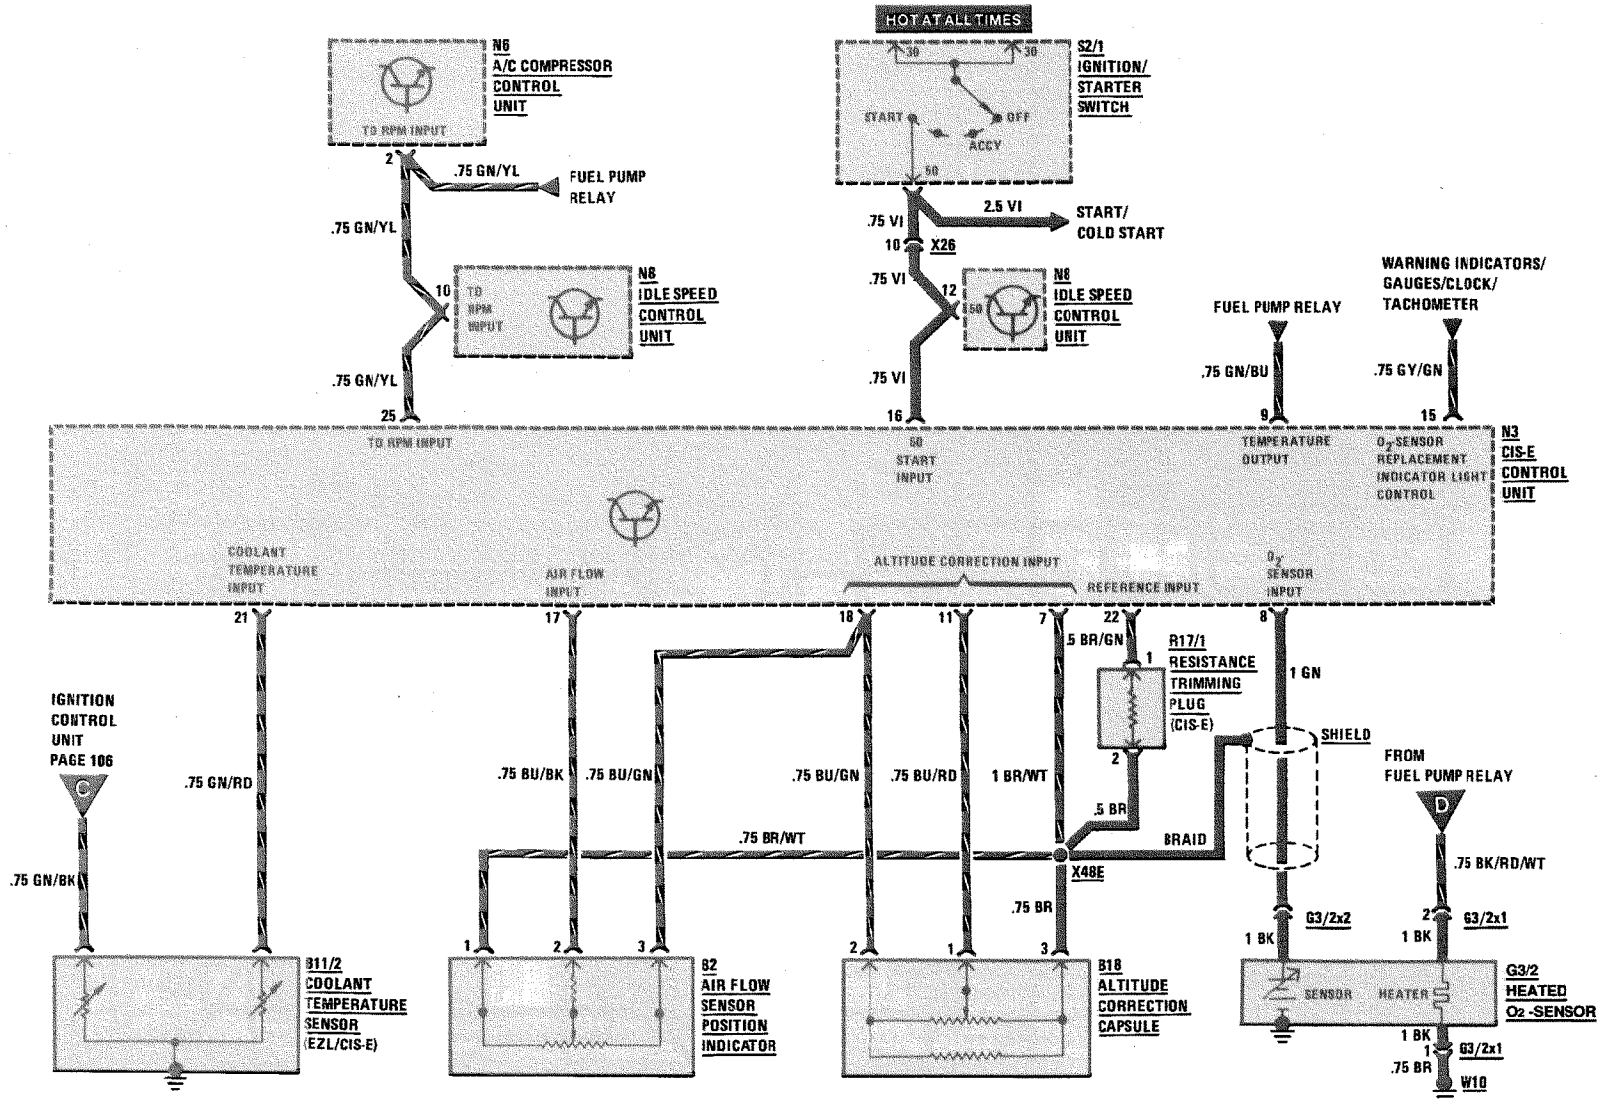 HOT AT ALL TIMES
N6
A/C COMPRESSOR
CONTROL
UNIT
TD RPM INPUT
2
.75 GN/YL
FUEL PUMP
RELAY
.75 GN/YL
10
TD
RPM
INPUT
N8
IDLE SPEED
CONTROL
UNIT
.75 GN/YL
25
30
30
S2/1
IGNITION/
STARTER
SWITCH
START
OFF
ACCY
50
.75 VI
2.5 VI
START/
COLD START
10
X26
.75 VI
12
50
N8
IDLE SPEED
CONTROL
UNIT
.75 VI
16
FUEL PUMP RELAY
.75 GN/BU
9
WARNING INDICATORS/
GAUGES/CLOCK/
TACHOMETER
.75 GY/GN
15
TD RPM INPUT
50
START
INPUT
TEMPERATURE
OUTPUT
O2-SENSOR
REPLACEMENT
INDICATOR LIGHT
CONTROL
N3
CIS-E
CONTROL
UNIT
COOLANT
TEMPERATURE
INPUT
AIR FLOW
INPUT
ALTITUDE CORRECTION INPUT
REFERENCE INPUT
O2-
SENSOR
INPUT
21
17
18
11
7
22
8
.5 BR/GN
1
R17/1
RESISTANCE
TRIMMING
PLUG
(CIS-E)
2
1 GN
SHIELD
IGNITION
CONTROL
UNIT
PAGE 106
C
.75 GN/RD
.75 BU/BK
.75 BU/GN
.75 BU/GN
.75 BU/RD
1 BR/WT
.5 BR
FROM
FUEL PUMP RELAY
D
.75 BR/WT
BRAID
X48E
.75 GN/BK
.75 BK/RD/WT
.75 BR
G3/2x2
2
G3/2x1
1 BK
1 BK
1
2
3
2
1
3
B11/2
COOLANT
TEMPERATURE
SENSOR
(EZL/CIS-E)
B2
AIR FLOW
SENSOR
POSITION
INDICATOR
B18
ALTITUDE
CORRECTION
CAPSULE
SENSOR
HEATER
G3/2
HEATED
O2-SENSOR
1 BK
1
G3/2x1
.75 BR
W10